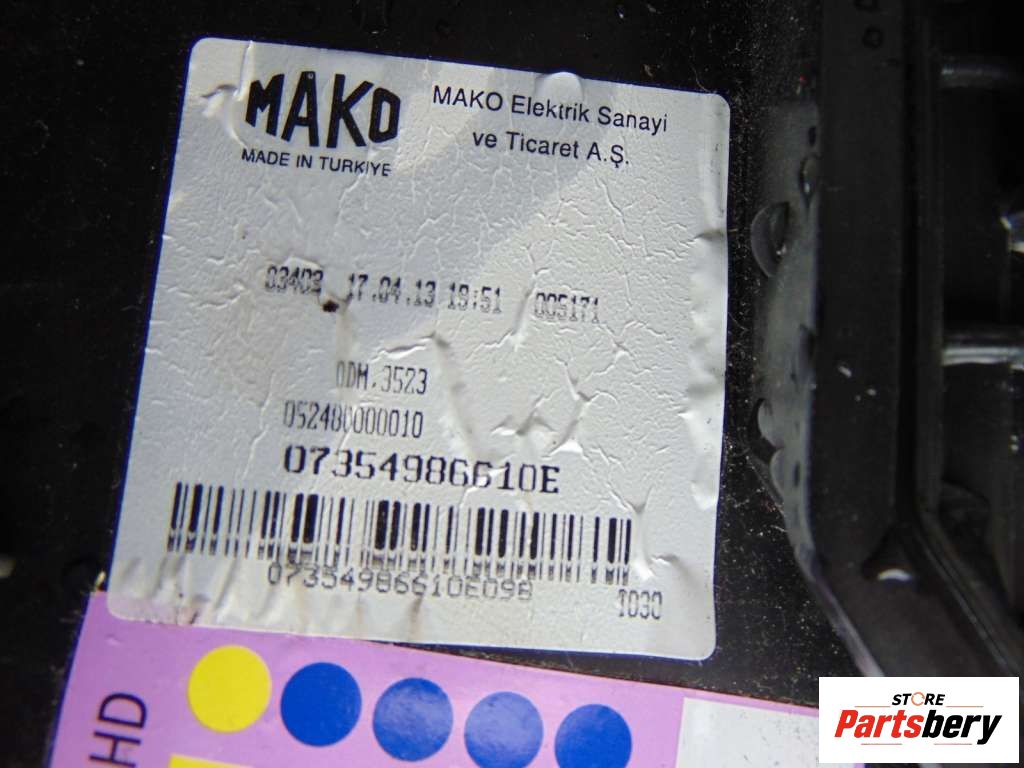 MAKO
MADE IN TURKIYE
MAKO Elektrik Sanayi
ve Ticaret A.Ş.
03403 17.04.13 19:51 005171
ODM.3523
052480000010
07354986610E
07354986610E098
T030
HD
STORE
Partsbery